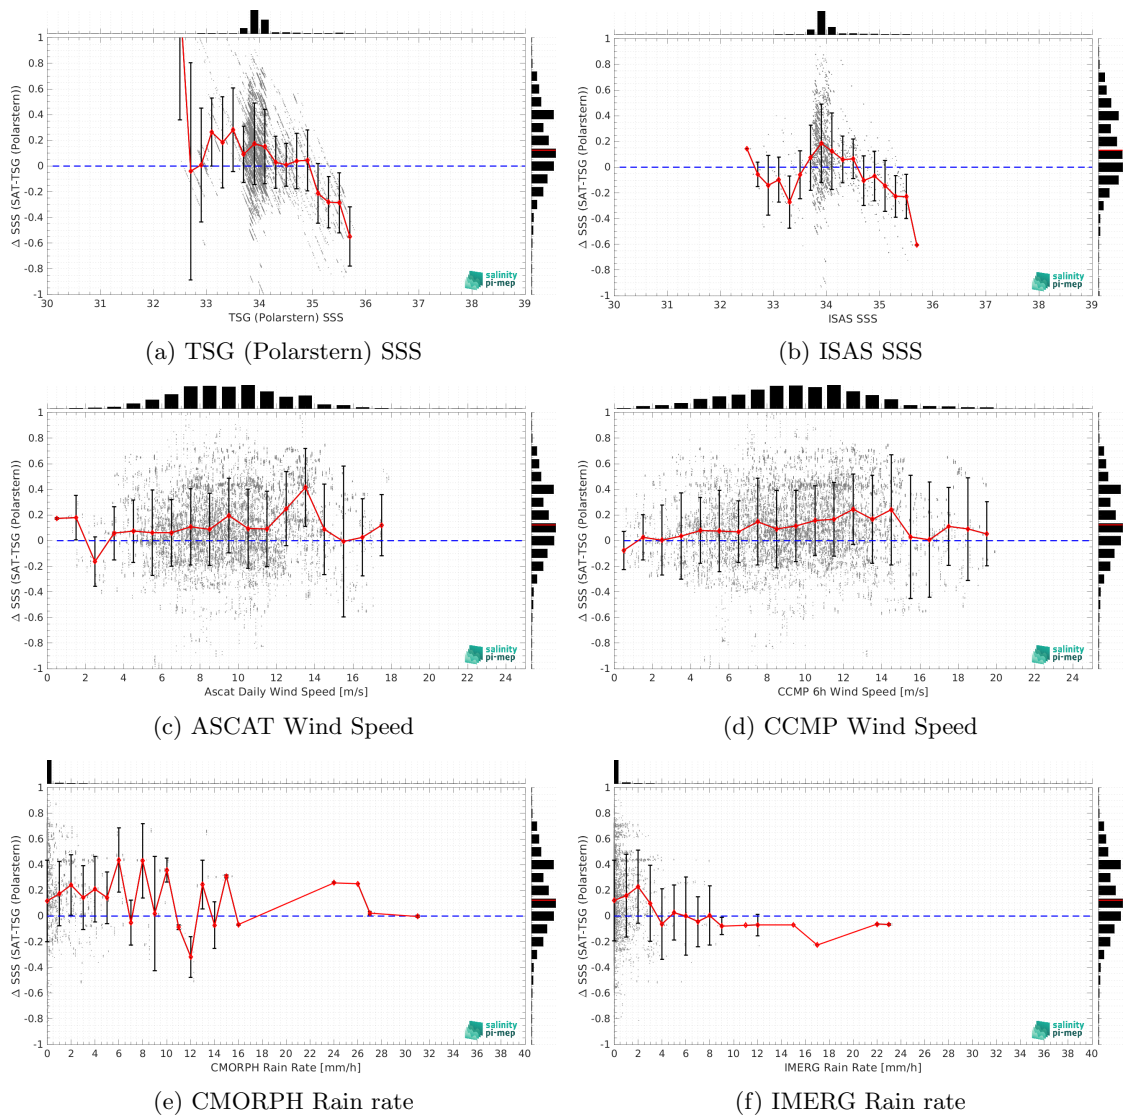 1
0.8
0.6
0.4
0.2
0
-0.2
-0.4
-0.6
-0.8
-1
Δ SSS (SAT-TSG (Polarstern))
30 31 32 33 34 35 36 37 38 39
TSG (Polarstern) SSS
salinity
pi-mep
(a) TSG (Polarstern) SSS
1
0.8
0.6
0.4
0.2
0
-0.2
-0.4
-0.6
-0.8
-1
Δ SSS (SAT-TSG (Polarstern))
30 31 32 33 34 35 36 37 38 39
ISAS SSS
salinity
pi-mep
(b) ISAS SSS
1
0.8
0.6
0.4
0.2
0
-0.2
-0.4
-0.6
-0.8
-1
Δ SSS (SAT-TSG (Polarstern))
0 2 4 6 8 10 12 14 16 18 20 22 24
Ascat Daily Wind Speed [m/s]
salinity
pi-mep
(c) ASCAT Wind Speed
1
0.8
0.6
0.4
0.2
0
-0.2
-0.4
-0.6
-0.8
-1
Δ SSS (SAT-TSG (Polarstern))
0 2 4 6 8 10 12 14 16 18 20 22 24
CCMP 6h Wind Speed [m/s]
salinity
pi-mep
(d) CCMP Wind Speed
1
0.8
0.6
0.4
0.2
0
-0.2
-0.4
-0.6
-0.8
-1
Δ SSS (SAT-TSG (Polarstern))
0 2 4 6 8 10 12 14 16 18 20 22 24 26 28 30 32 34 36 38 40
CMORPH Rain Rate [mm/h]
salinity
pi-mep
(e) CMORPH Rain rate
1
0.8
0.6
0.4
0.2
0
-0.2
-0.4
-0.6
-0.8
-1
Δ SSS (SAT-TSG (Polarstern))
0 2 4 6 8 10 12 14 16 18 20 22 24 26 28 30 32 34 36 38 40
IMERG Rain Rate [mm/h]
salinity
pi-mep
(f) IMERG Rain rate